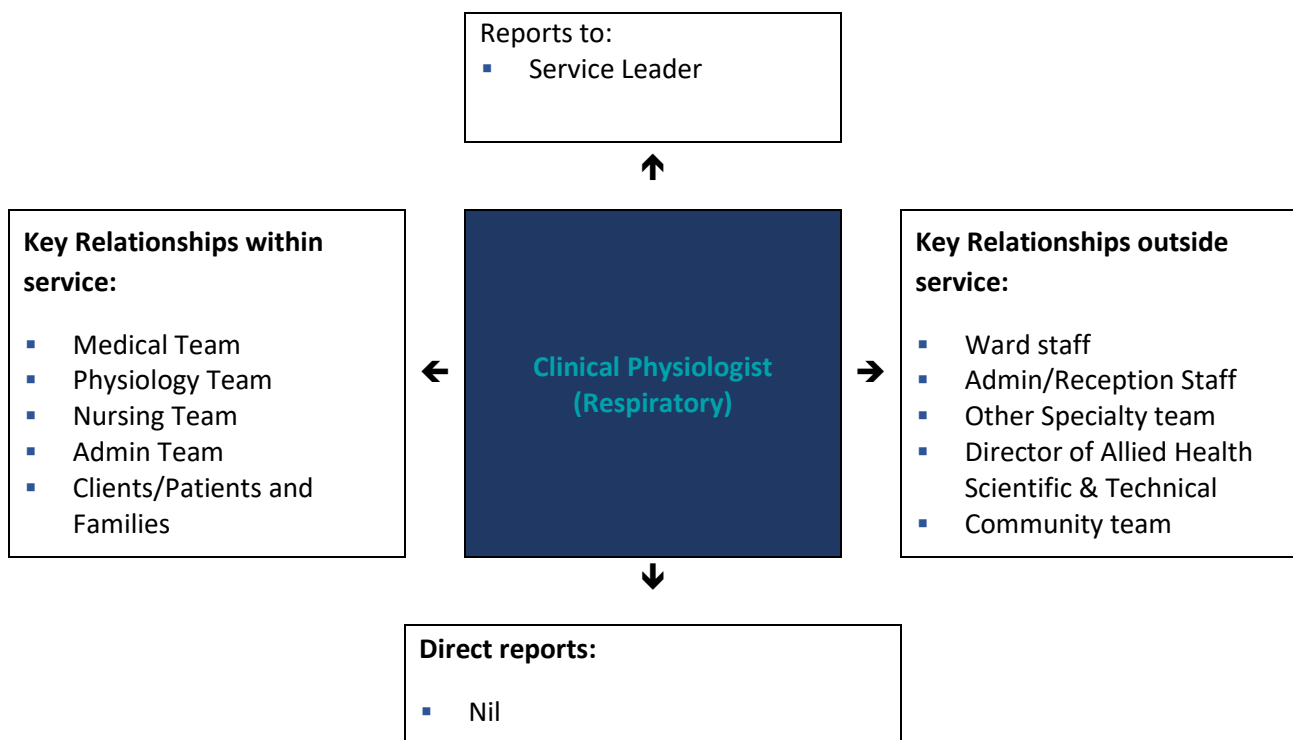 Reports to:
▪ Service Leader
Key Relationships within
service:
▪ Medical Team
▪ Physiology Team
▪ Nursing Team
▪ Admin Team
▪ Clients/Patients and
Families
Clinical Physiologist
(Respiratory)
Key Relationships outside
service:
▪ Ward staff
▪ Admin/Reception Staff
▪ Other Specialty team
▪ Director of Allied Health
Scientific & Technical
▪ Community team
Direct reports:
▪ Nil